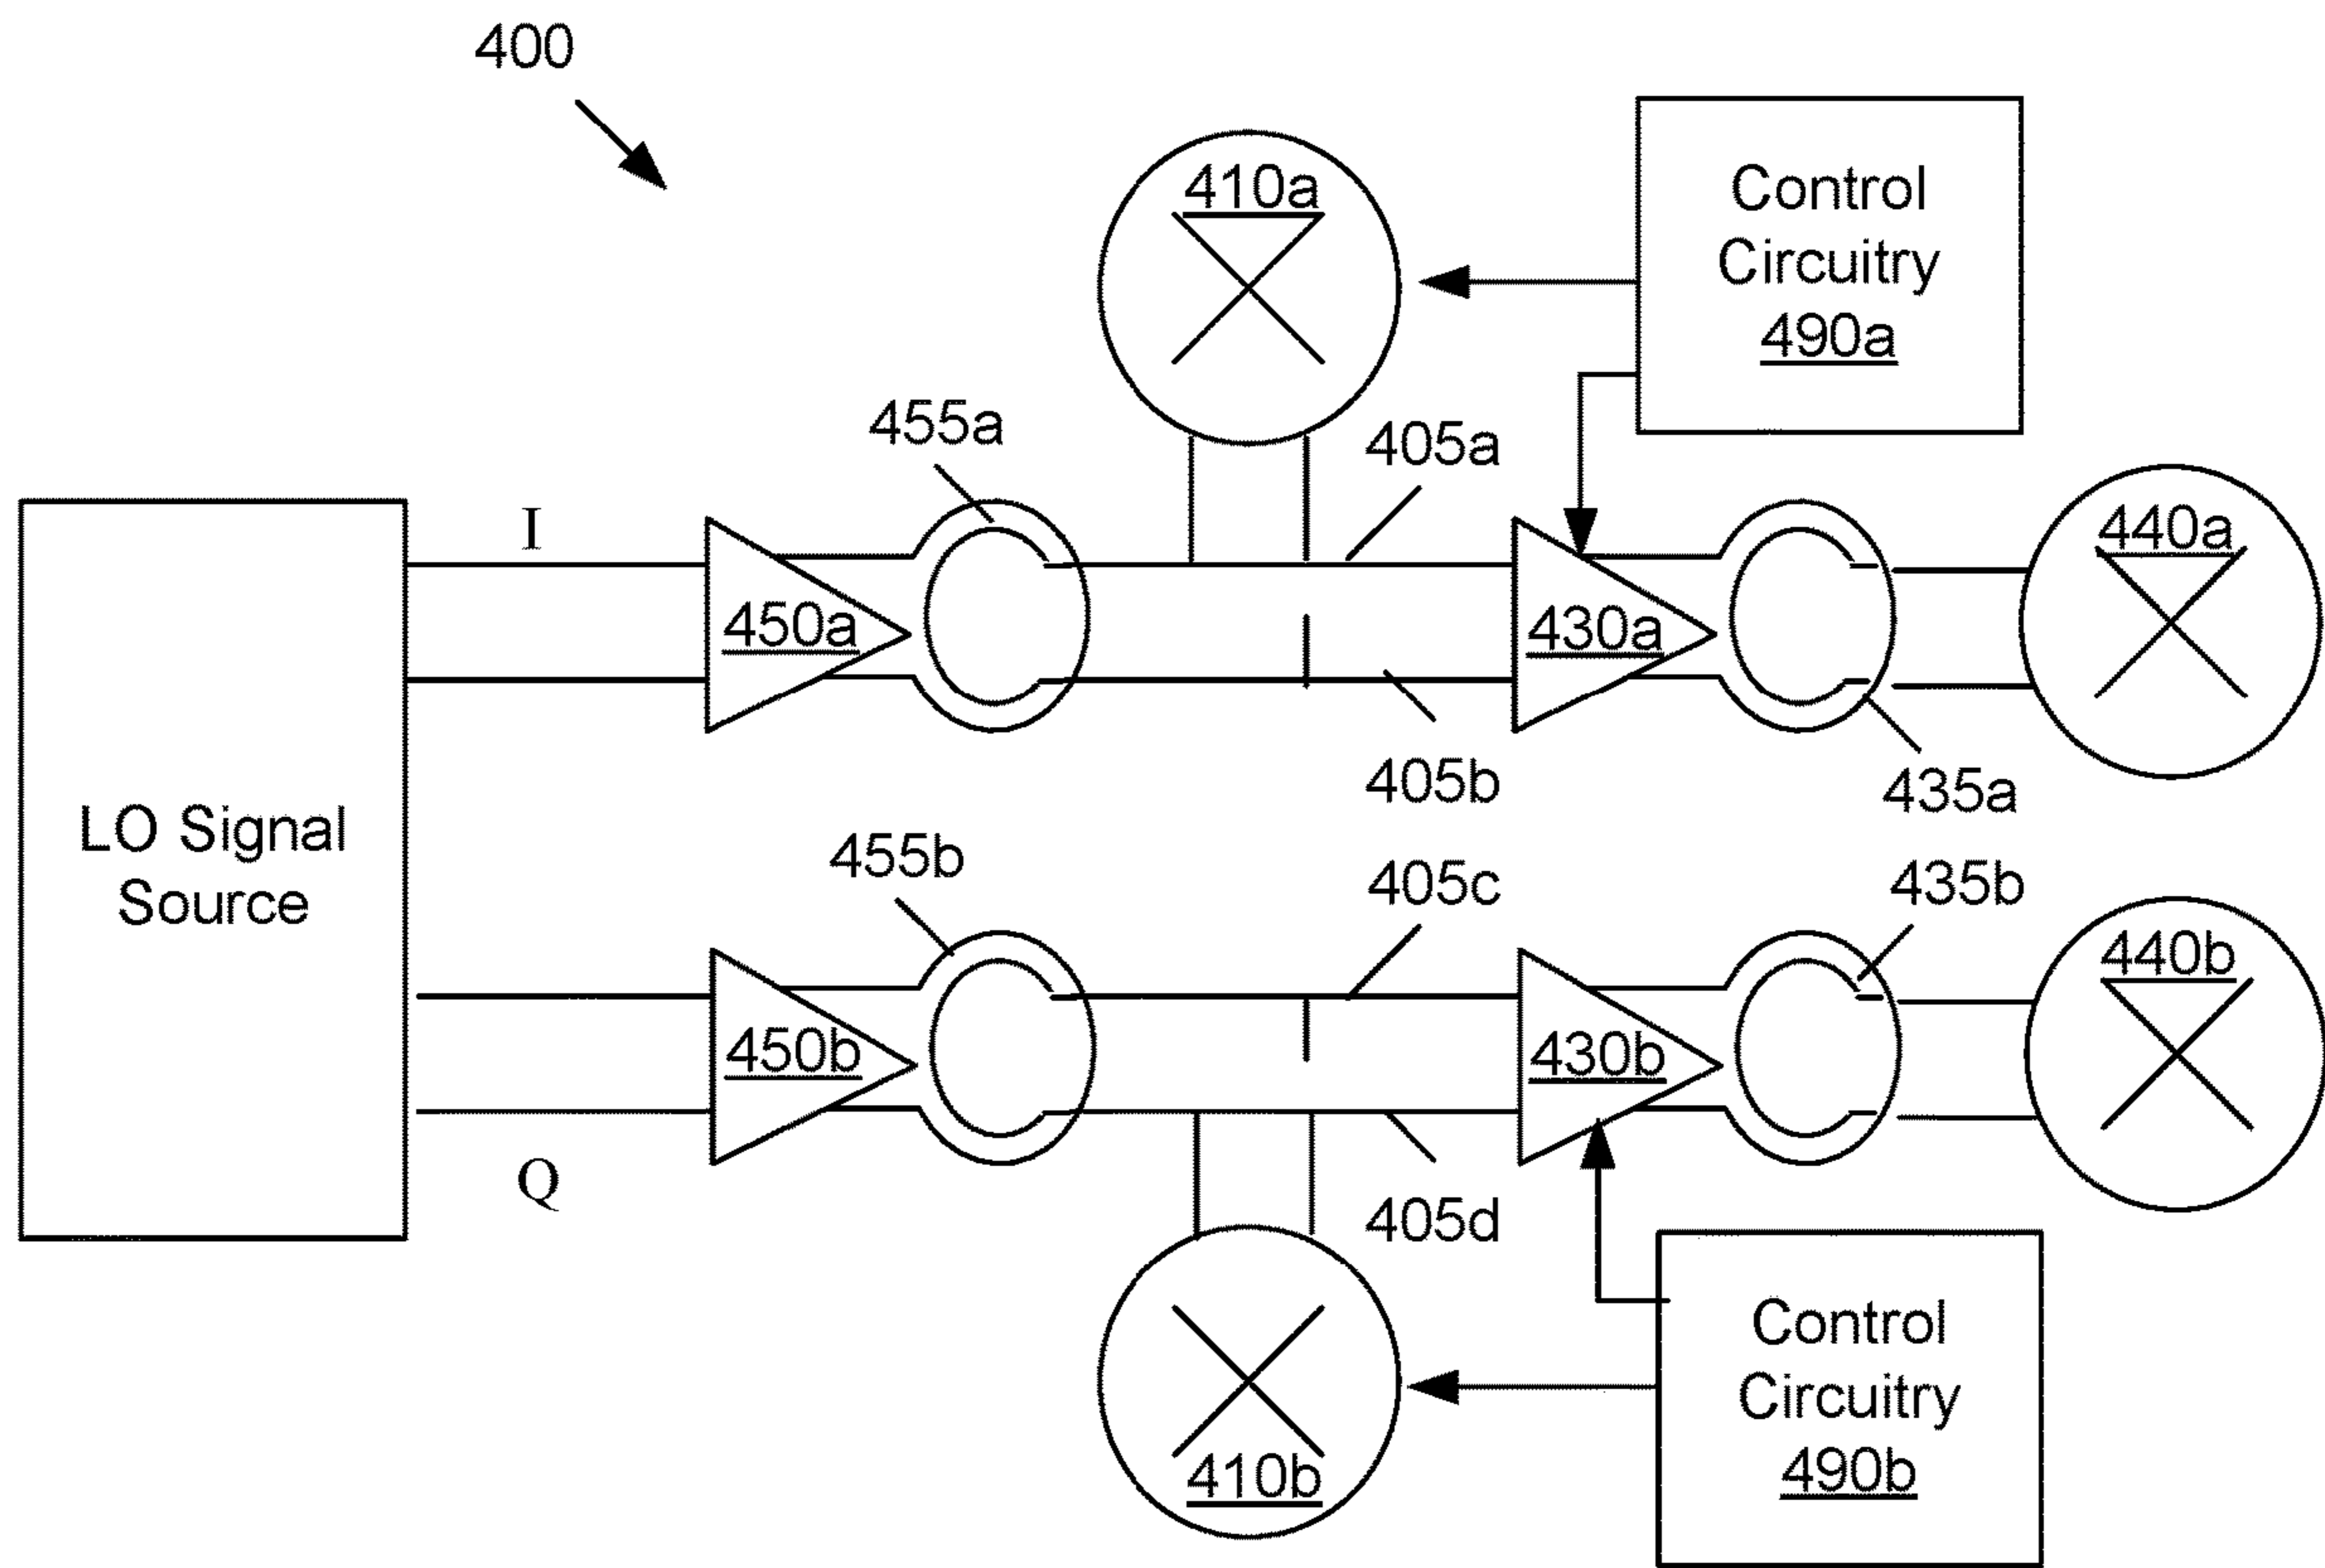 400
410a
Control
Circuitry
490a
455a
405a
I
440a
450a
430a
405b
435a
LO Signal
Source
455b
405c
435b
440b
450b
430b
Q
405d
Control
Circuitry
490b
410b